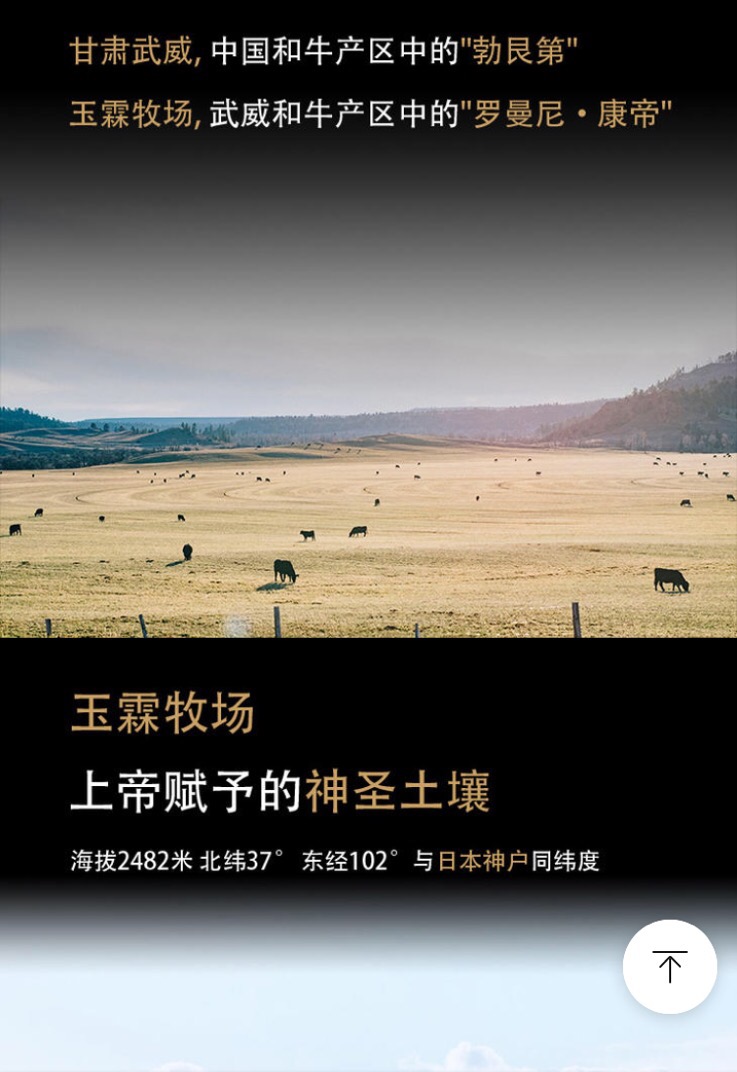 甘肃武威, 中国和牛产区中的"勃艮第"
玉霖牧场, 武威和牛产区中的"罗曼尼·康帝"
玉霖牧场
上帝赋予的神圣土壤
海拔2482米 北纬37° 东经102° 与日本神户同纬度